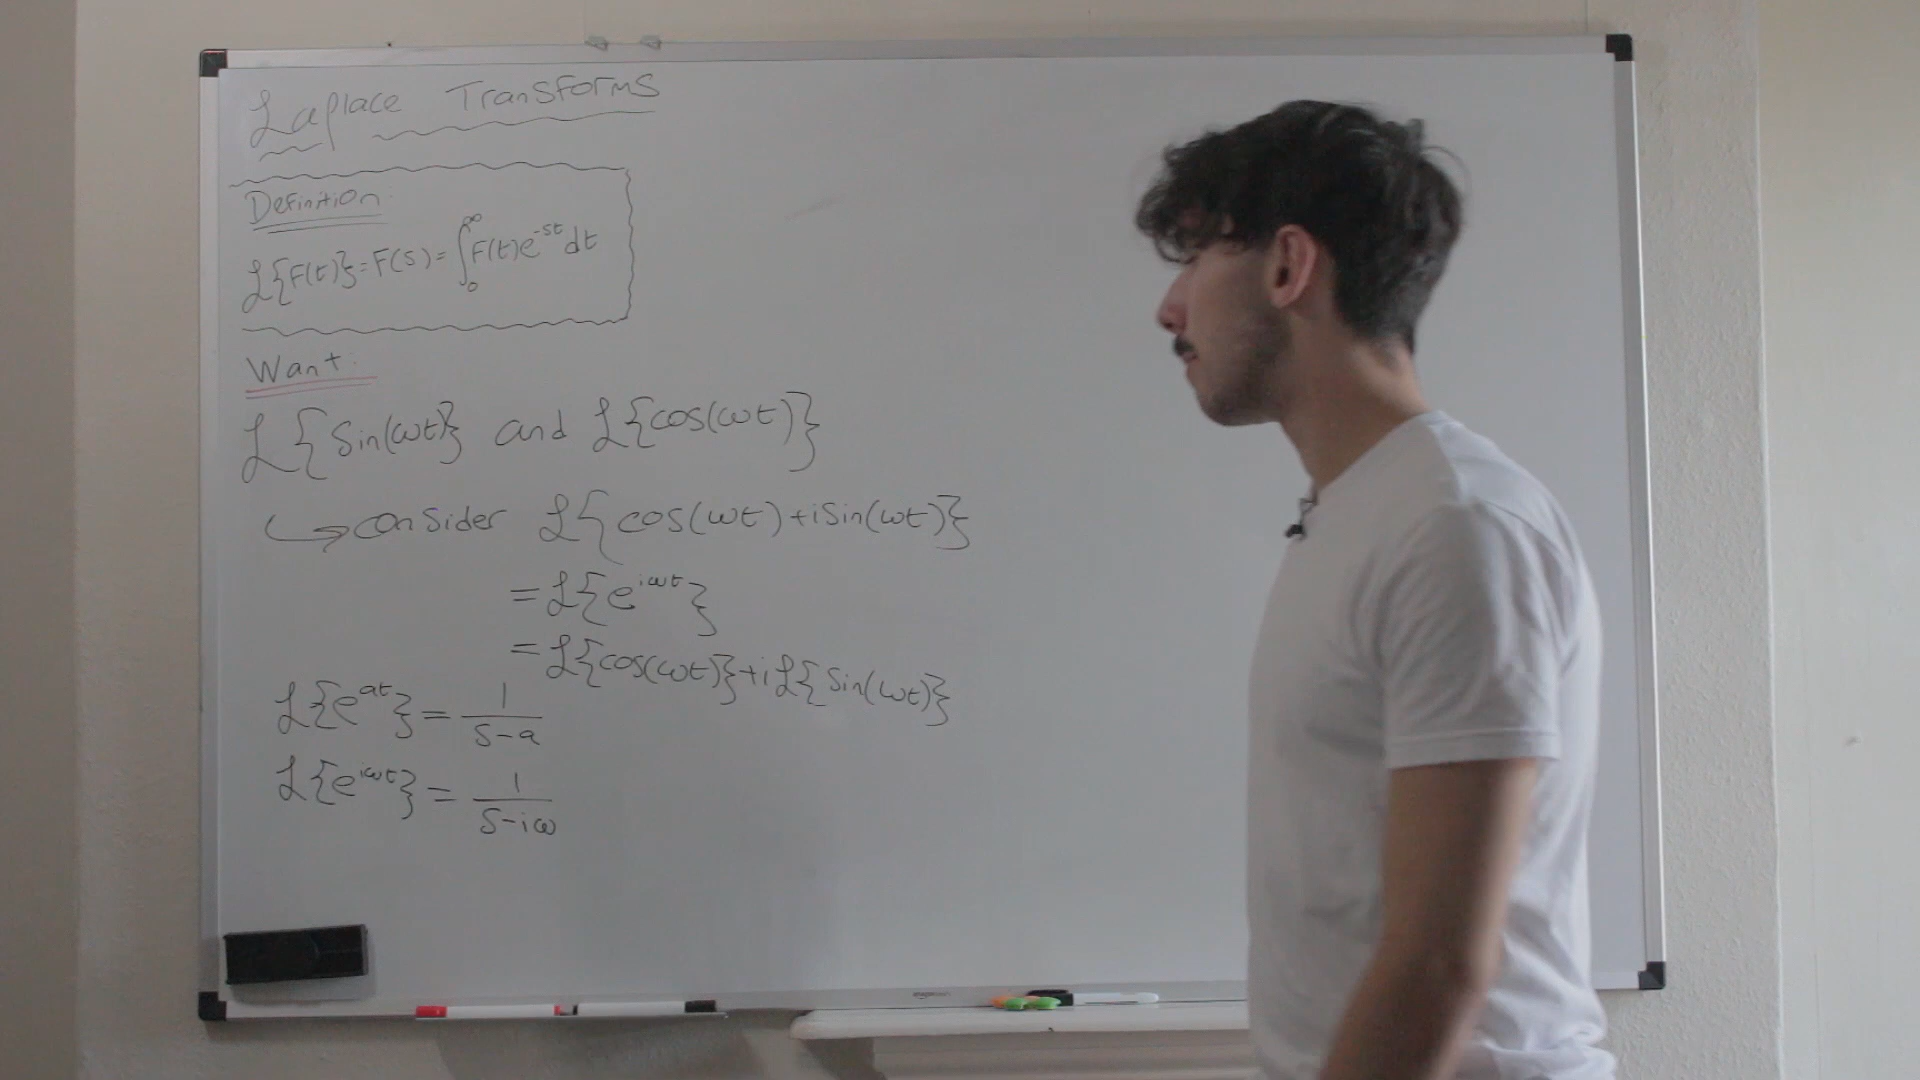 Laplace Transforms
Definition
ℒ{F(t)} = F(s) = ∫₀^∞ F(t)e^{-st} dt
Want
ℒ{Sin(ωt)} and ℒ{cos(ωt)}
↪ consider ℒ{cos(ωt)+iSin(ωt)}
= ℒ{e^{iωt}}
= ℒ{cos(ωt)}+iℒ{Sin(ωt)}
ℒ{e^{at}} = 1/(S-a)
ℒ{e^{iωt}} = 1/(S-iω)